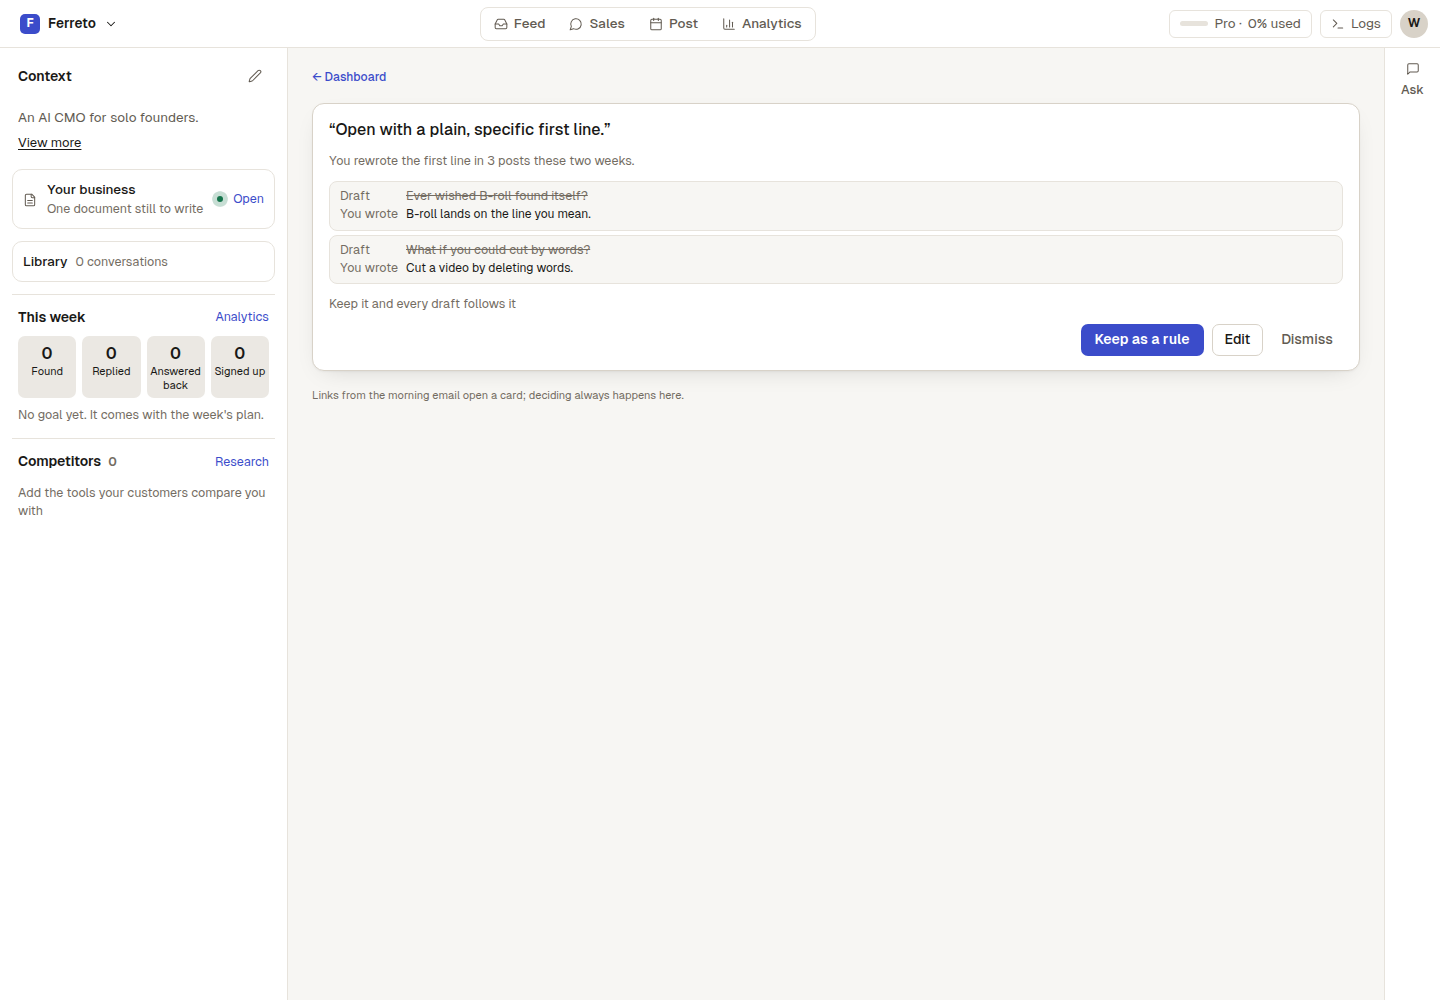 F Ferreto
Feed Sales Post Analytics
Pro · 0% used
Logs
W
Context
An AI CMO for solo founders.
View more
Your business
One document still to write
Open
Library 0 conversations
This week
Analytics
0 Found
0 Replied
0 Answered back
0 Signed up
No goal yet. It comes with the week's plan.
Competitors 0
Research
Add the tools your customers compare you
with
← Dashboard
“Open with a plain, specific first line.”
You rewrote the first line in 3 posts these two weeks.
Draft Ever wished B-roll found itself?
You wrote B-roll lands on the line you mean.
Draft What if you could cut by words?
You wrote Cut a video by deleting words.
Keep it and every draft follows it
Keep as a rule Edit Dismiss
Links from the morning email open a card; deciding always happens here.
Ask